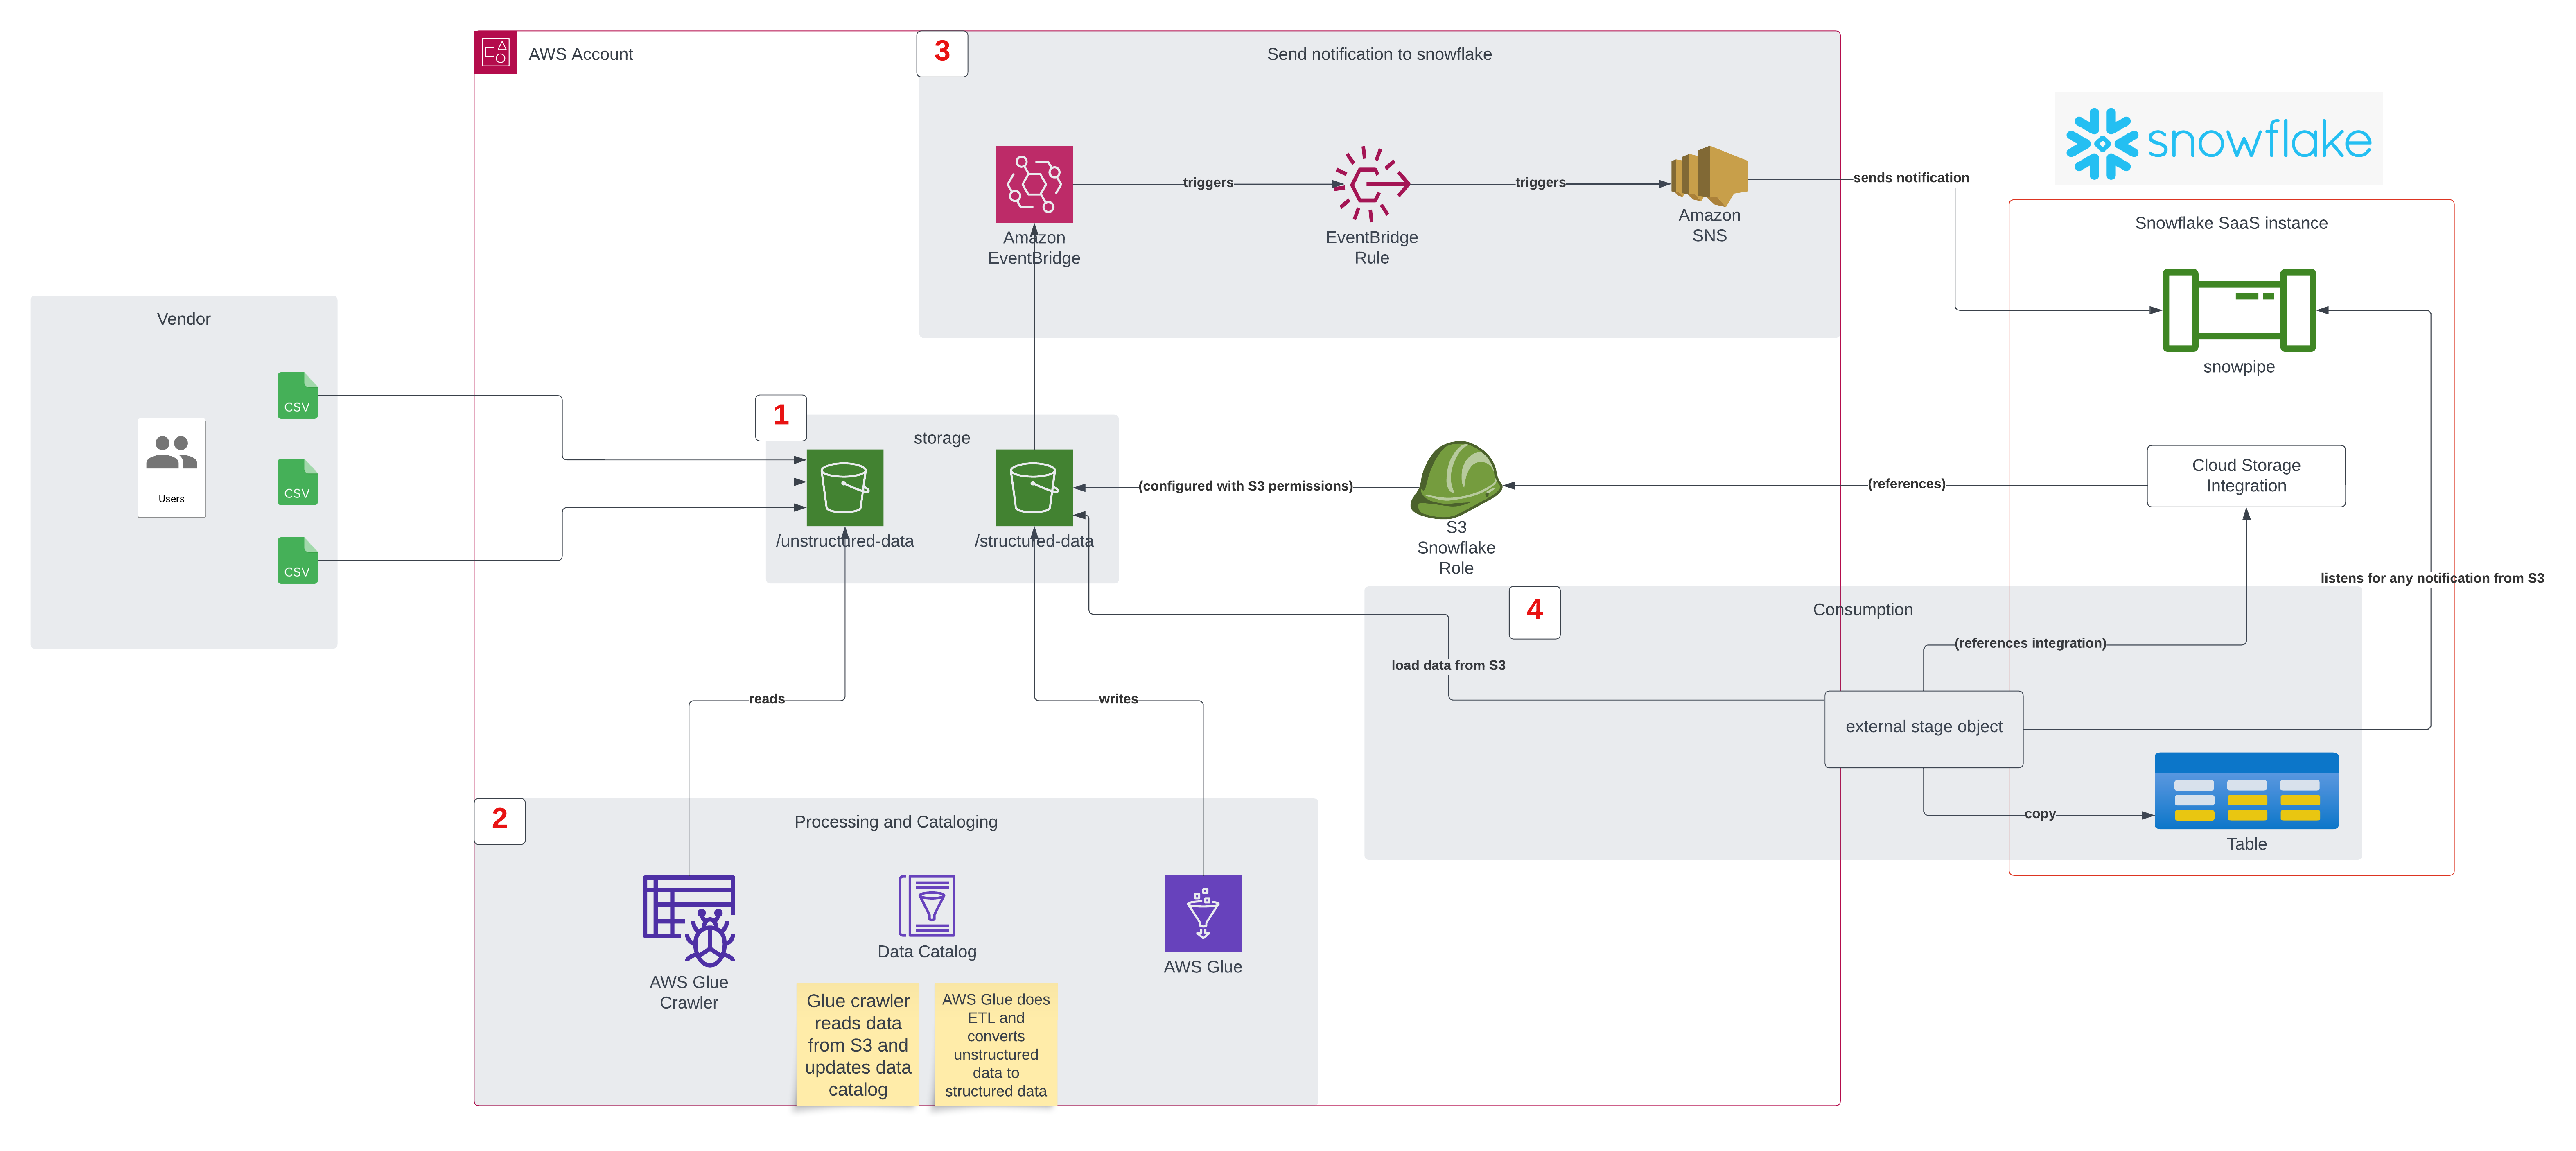 AWS Account
3
Send notification to snowflake
snowflake
triggers
triggers
sends notification
Amazon
EventBridge
EventBridge
Rule
Amazon
SNS
Snowflake SaaS instance
snowpipe
Vendor
CSV
CSV
CSV
Users
1
storage
/unstructured-data
/structured-data
(configured with S3 permissions)
S3
Snowflake
Role
(references)
Cloud Storage
Integration
listens for any notification from S3
4
Consumption
(references integration)
load data from S3
external stage object
copy
Table
reads
writes
2
Processing and Cataloging
AWS Glue
Crawler
Data Catalog
AWS Glue
Glue crawler
reads data
from S3 and
updates data
catalog
AWS Glue does
ETL and
converts
unstructured
data to
structured data